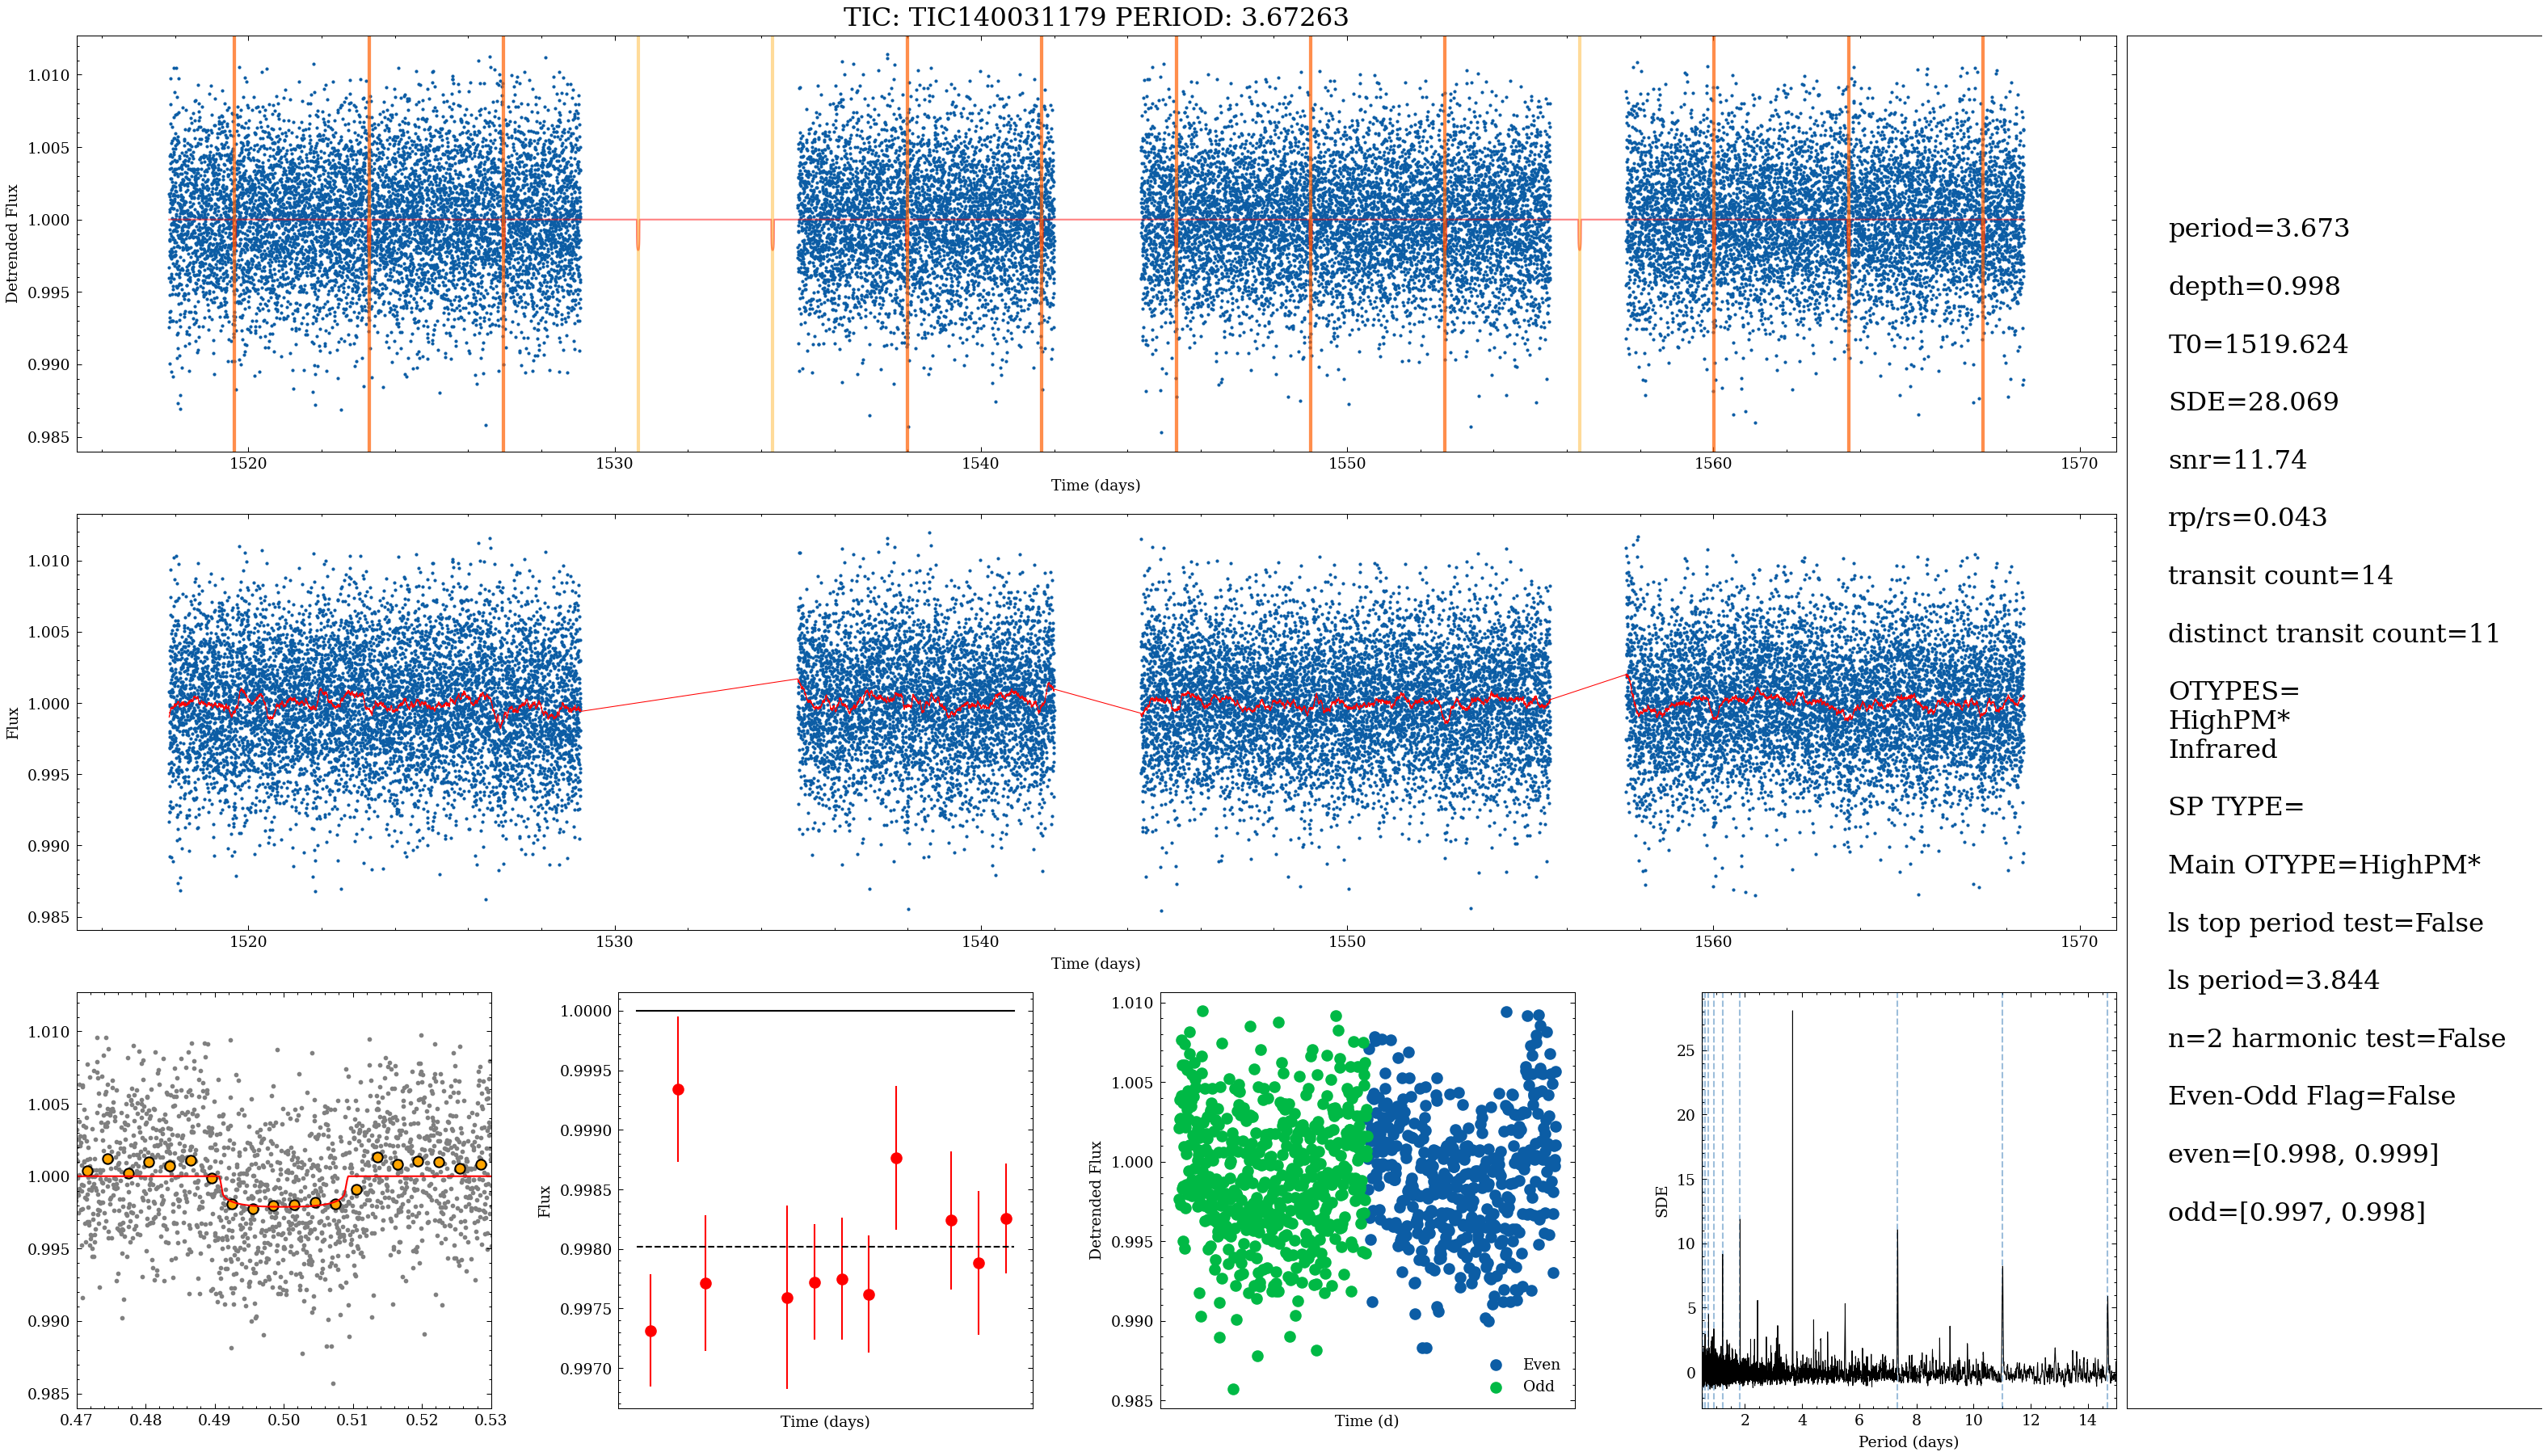 TIC: TIC140031179 PERIOD: 3.67263
1.010
1.005
1.000
0.995
0.990
0.985
Detrended Flux
1520 1530 1540 1550 1560 1570
Time (days)
1.010
1.005
1.000
0.995
0.990
0.985
Flux
1520 1530 1540 1550 1560 1570
Time (days)
1.010
1.005
1.000
0.995
0.990
0.985
0.47 0.48 0.49 0.50 0.51 0.52 0.53
1.0000
0.9995
0.9990
0.9985
0.9980
0.9975
0.9970
Flux
Time (days)
1.010
1.005
1.000
0.995
0.990
0.985
Detrended Flux
Even
Odd
Time (d)
25
20
15
10
5
0
SDE
2 4 6 8 10 12 14
Period (days)
period=3.673
depth=0.998
T0=1519.624
SDE=28.069
snr=11.74
rp/rs=0.043
transit count=14
distinct transit count=11
OTYPES=
HighPM*
Infrared
SP TYPE=
Main OTYPE=HighPM*
ls top period test=False
ls period=3.844
n=2 harmonic test=False
Even-Odd Flag=False
even=[0.998, 0.999]
odd=[0.997, 0.998]